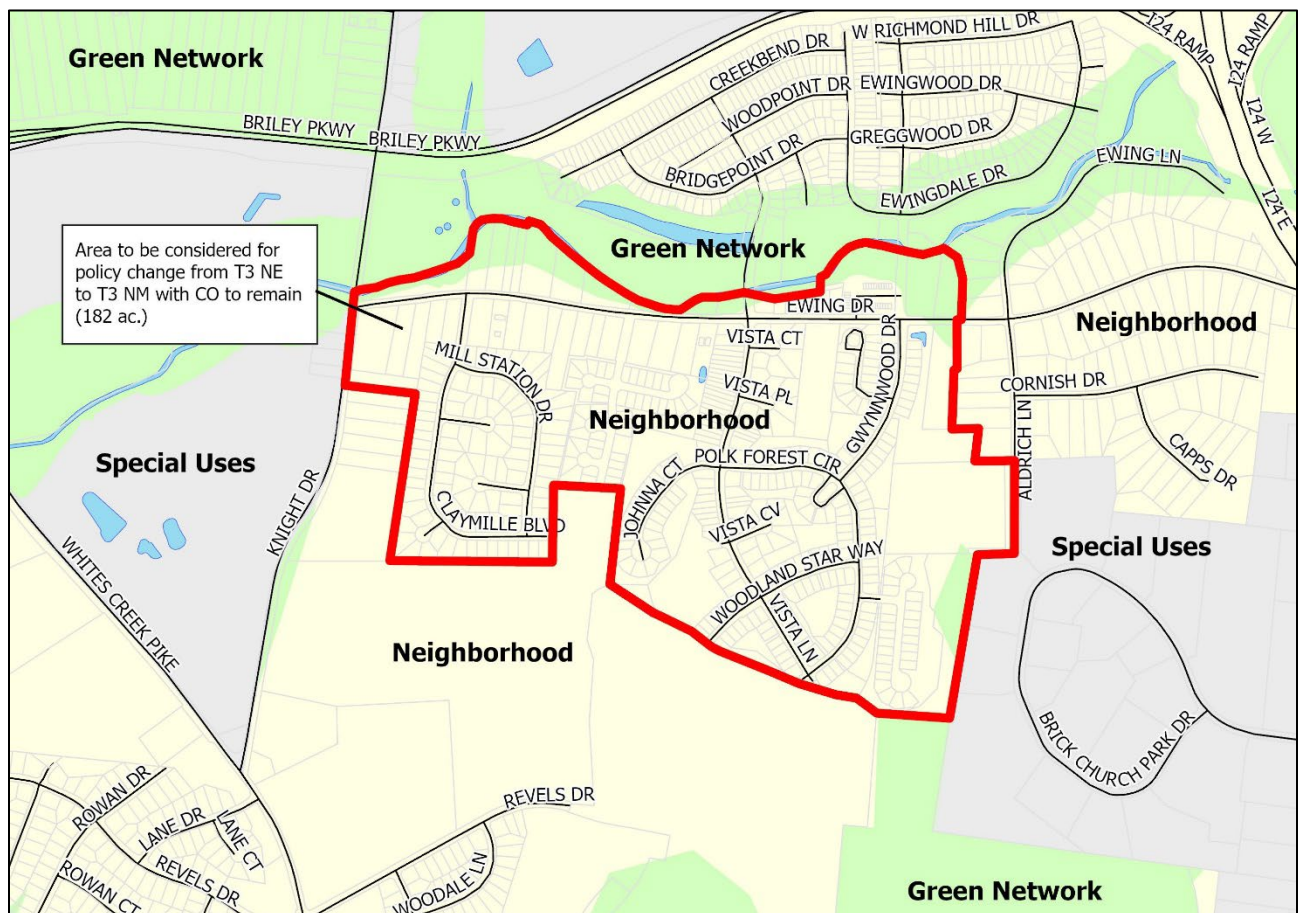 Green Network
BRILEY PKWY
BRILEY PKWY
CREEKBEND DR
W RICHMOND HILL DR
WOODPOINT DR
EWINGWOOD DR
BRIDGEPOINT DR
GREGGWOOD DR
EWINGDALE DR
I24 RAMP
I24 RAMP
I24 W
I24 E
EWING LN
Area to be considered for
policy change from T3 NE
to T3 NM with CO to remain
(182 ac.)
Green Network
EWING DR
VISTA CT
MILL STATION DR
VISTA PL
GWYNNWOOD DR
Neighborhood
Neighborhood
CORNISH DR
CAPPS DR
ALDRICH LN
Special Uses
KNIGHT DR
WHITES CREEK PIKE
POLK FOREST CIR
JOHNNA CT
CLAYMILLE BLVD
VISTA CV
WOODLAND STAR WAY
VISTA LN
Special Uses
BRICK CHURCH PARK DR
Neighborhood
ROWAN DR
LANE DR
LANE CT
REVELS DR
REVELS DR
ROWAN CT
WOODALE LN
Green Network